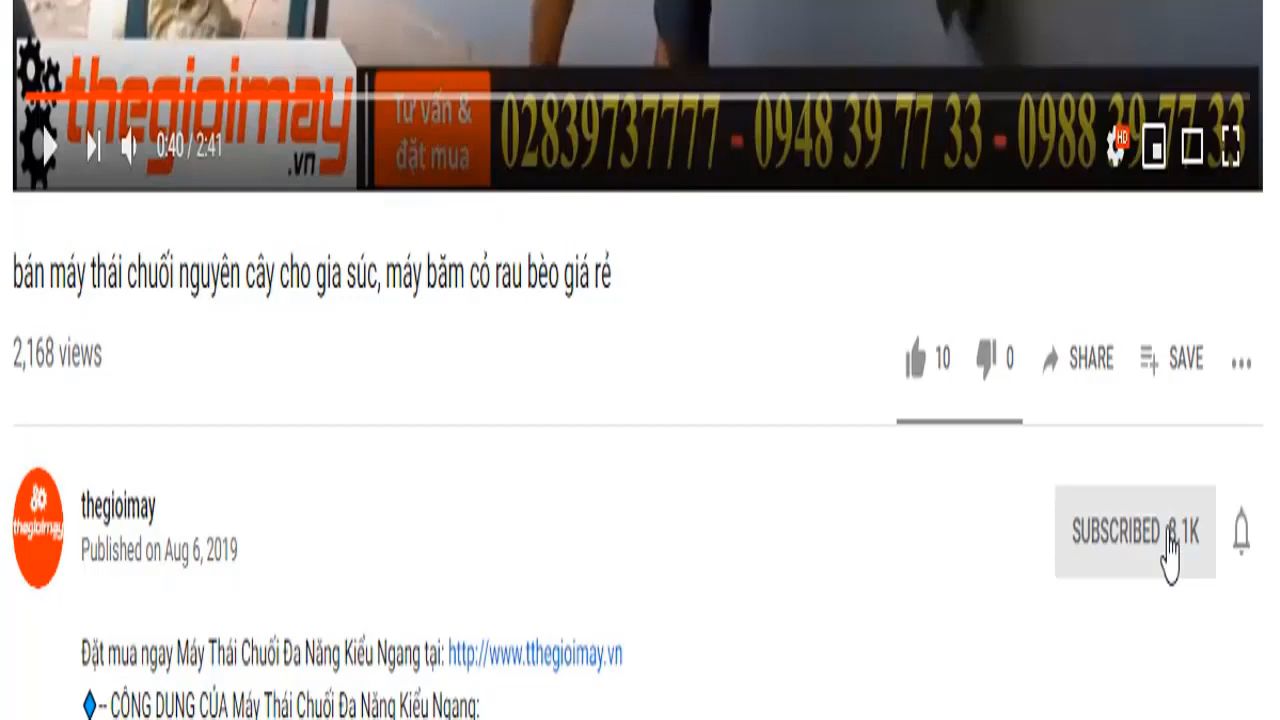 thegioimay
.vn
Tư vấn &
đặt mua
02839737777 - 0948 39 77 33 - 0988 39 77 33
HD
0:40 / 2:41
bán máy thái chuối nguyên cây cho gia súc, máy băm cỏ rau bèo giá rẻ
2,168 views
10 0 SHARE SAVE
thegioimay
thegioimay
Published on Aug 6, 2019
SUBSCRIBED
Đặt mua ngay Máy Thái Chuối Đa Năng Kiểu Ngang tại: http://www.tthegioimay.vn
-- CÔNG DỤNG CỦA Máy Thái Chuối Đa Năng Kiểu Ngang: